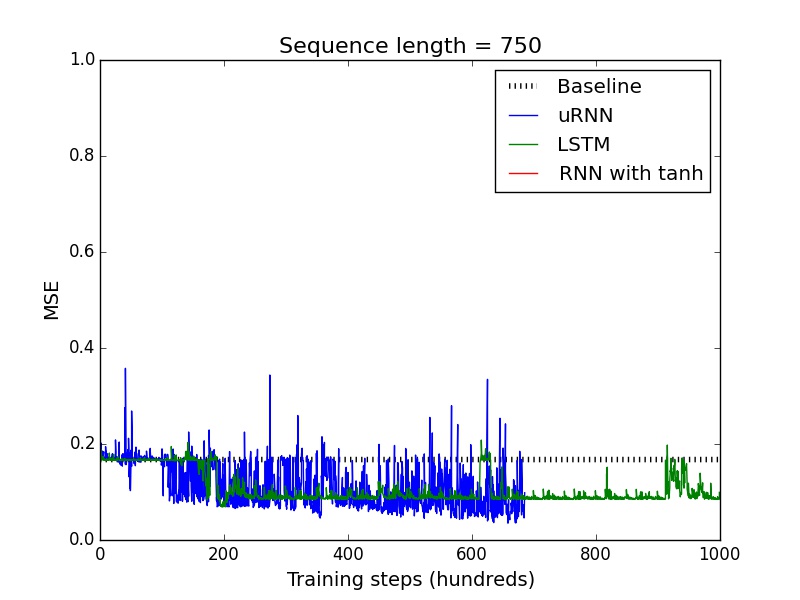 Sequence length = 750
1.0
0.8
0.6
0.4
0.2
0.0
MSE
Baseline
uRNN
LSTM
RNN with tanh
0
200
400
600
800
1000
Training steps (hundreds)